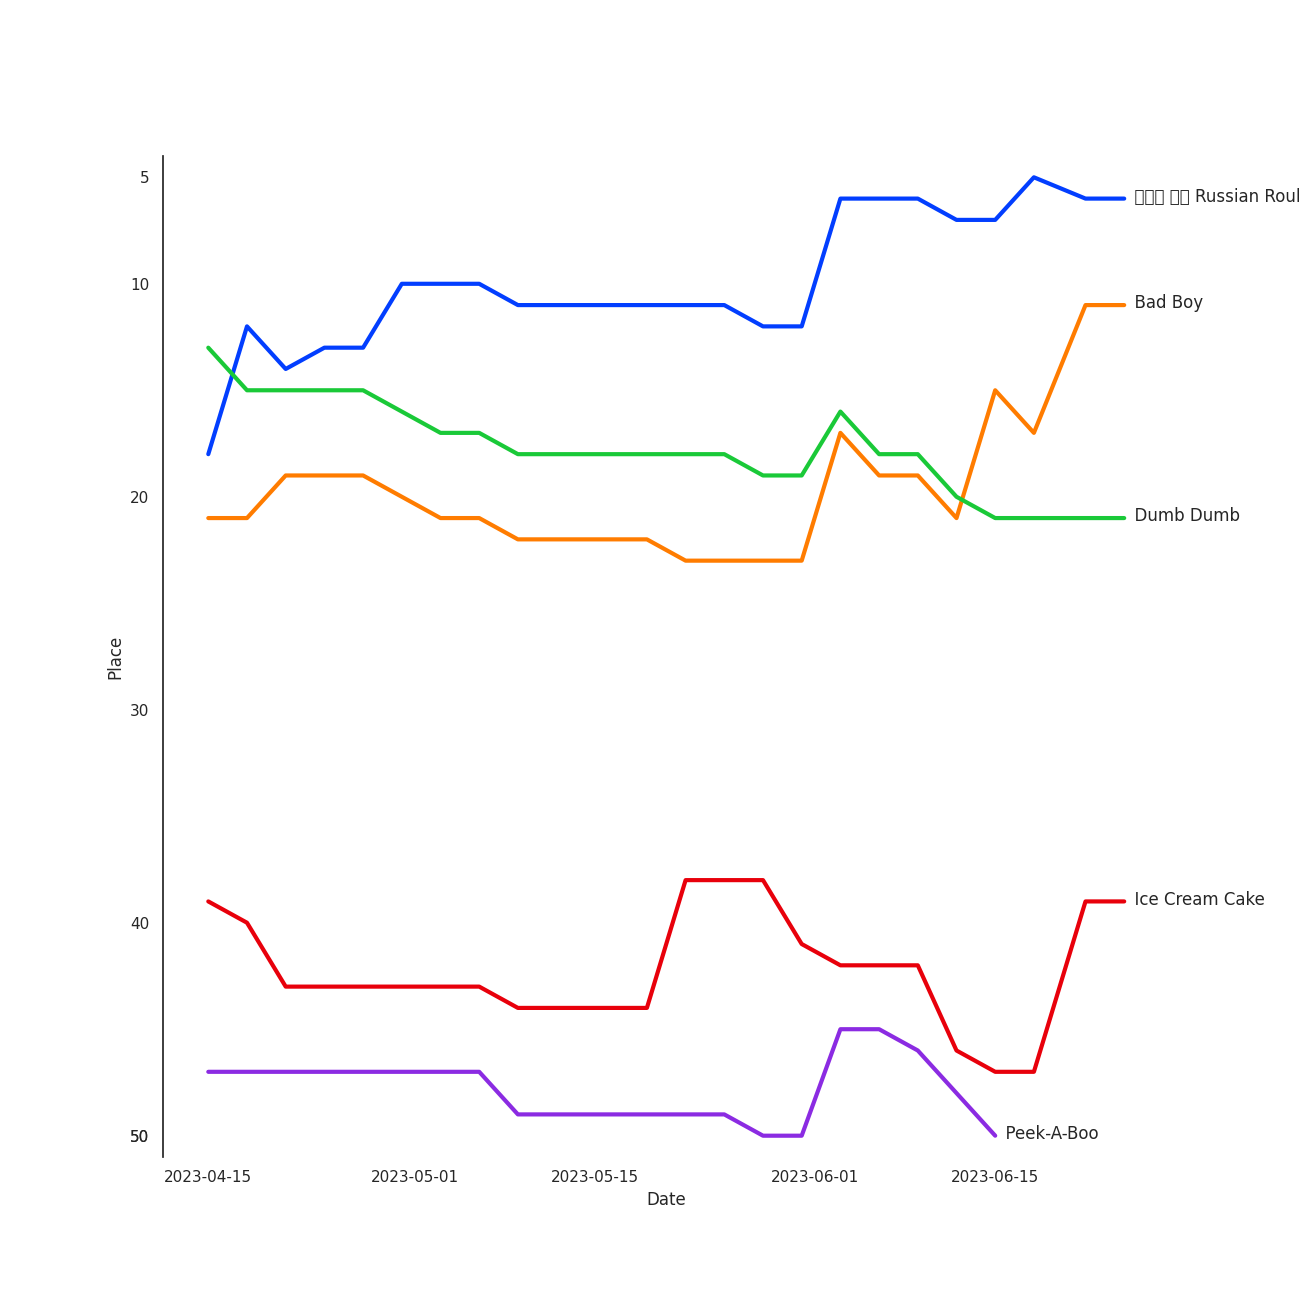 5
10
20
30
40
50
Place
2023-04-15
2023-05-01
2023-05-15
2023-06-01
2023-06-15
Date
Russian Roul
Bad Boy
Dumb Dumb
Ice Cream Cake
Peek-A-Boo